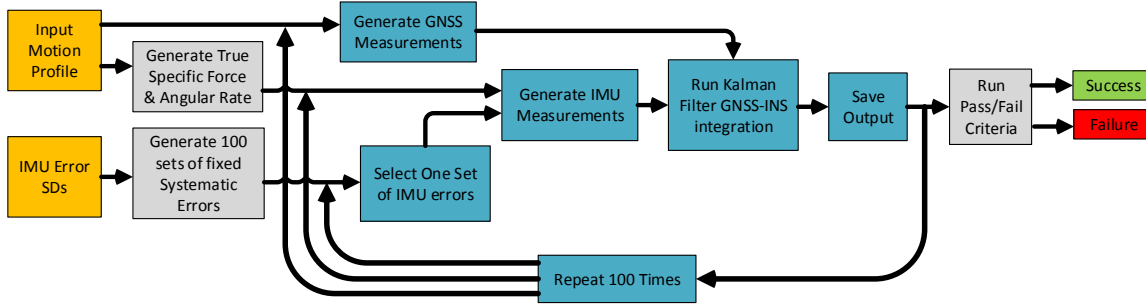 Input
Motion
Profile
Generate True
Specific Force
& Angular Rate
Generate GNSS
Measurements
Generate IMU
Measurements
Run Kalman
Filter GNSS-INS
integration
Save
Output
Run
Pass/Fail
Criteria
Success
Failure
IMU Error
SDs
Generate 100
sets of fixed
Systematic
Errors
Select One Set
of IMU errors
Repeat 100 Times